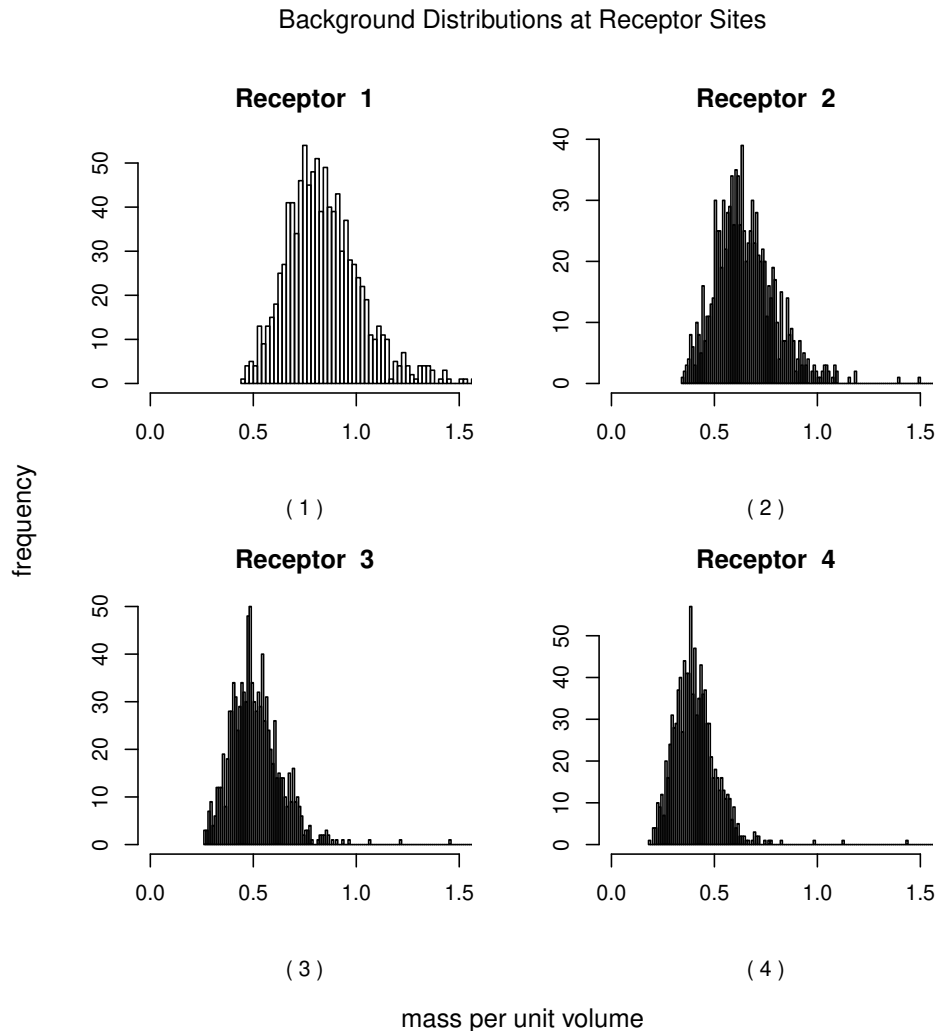 Background Distributions at Receptor Sites
Receptor 1
0 10 20 30 40 50
0.0 0.5 1.0 1.5
( 1 )
Receptor 2
0 10 20 30 40
0.0 0.5 1.0 1.5
( 2 )
frequency
Receptor 3
0 10 20 30 40 50
0.0 0.5 1.0 1.5
( 3 )
Receptor 4
0 10 20 30 40 50
0.0 0.5 1.0 1.5
( 4 )
mass per unit volume